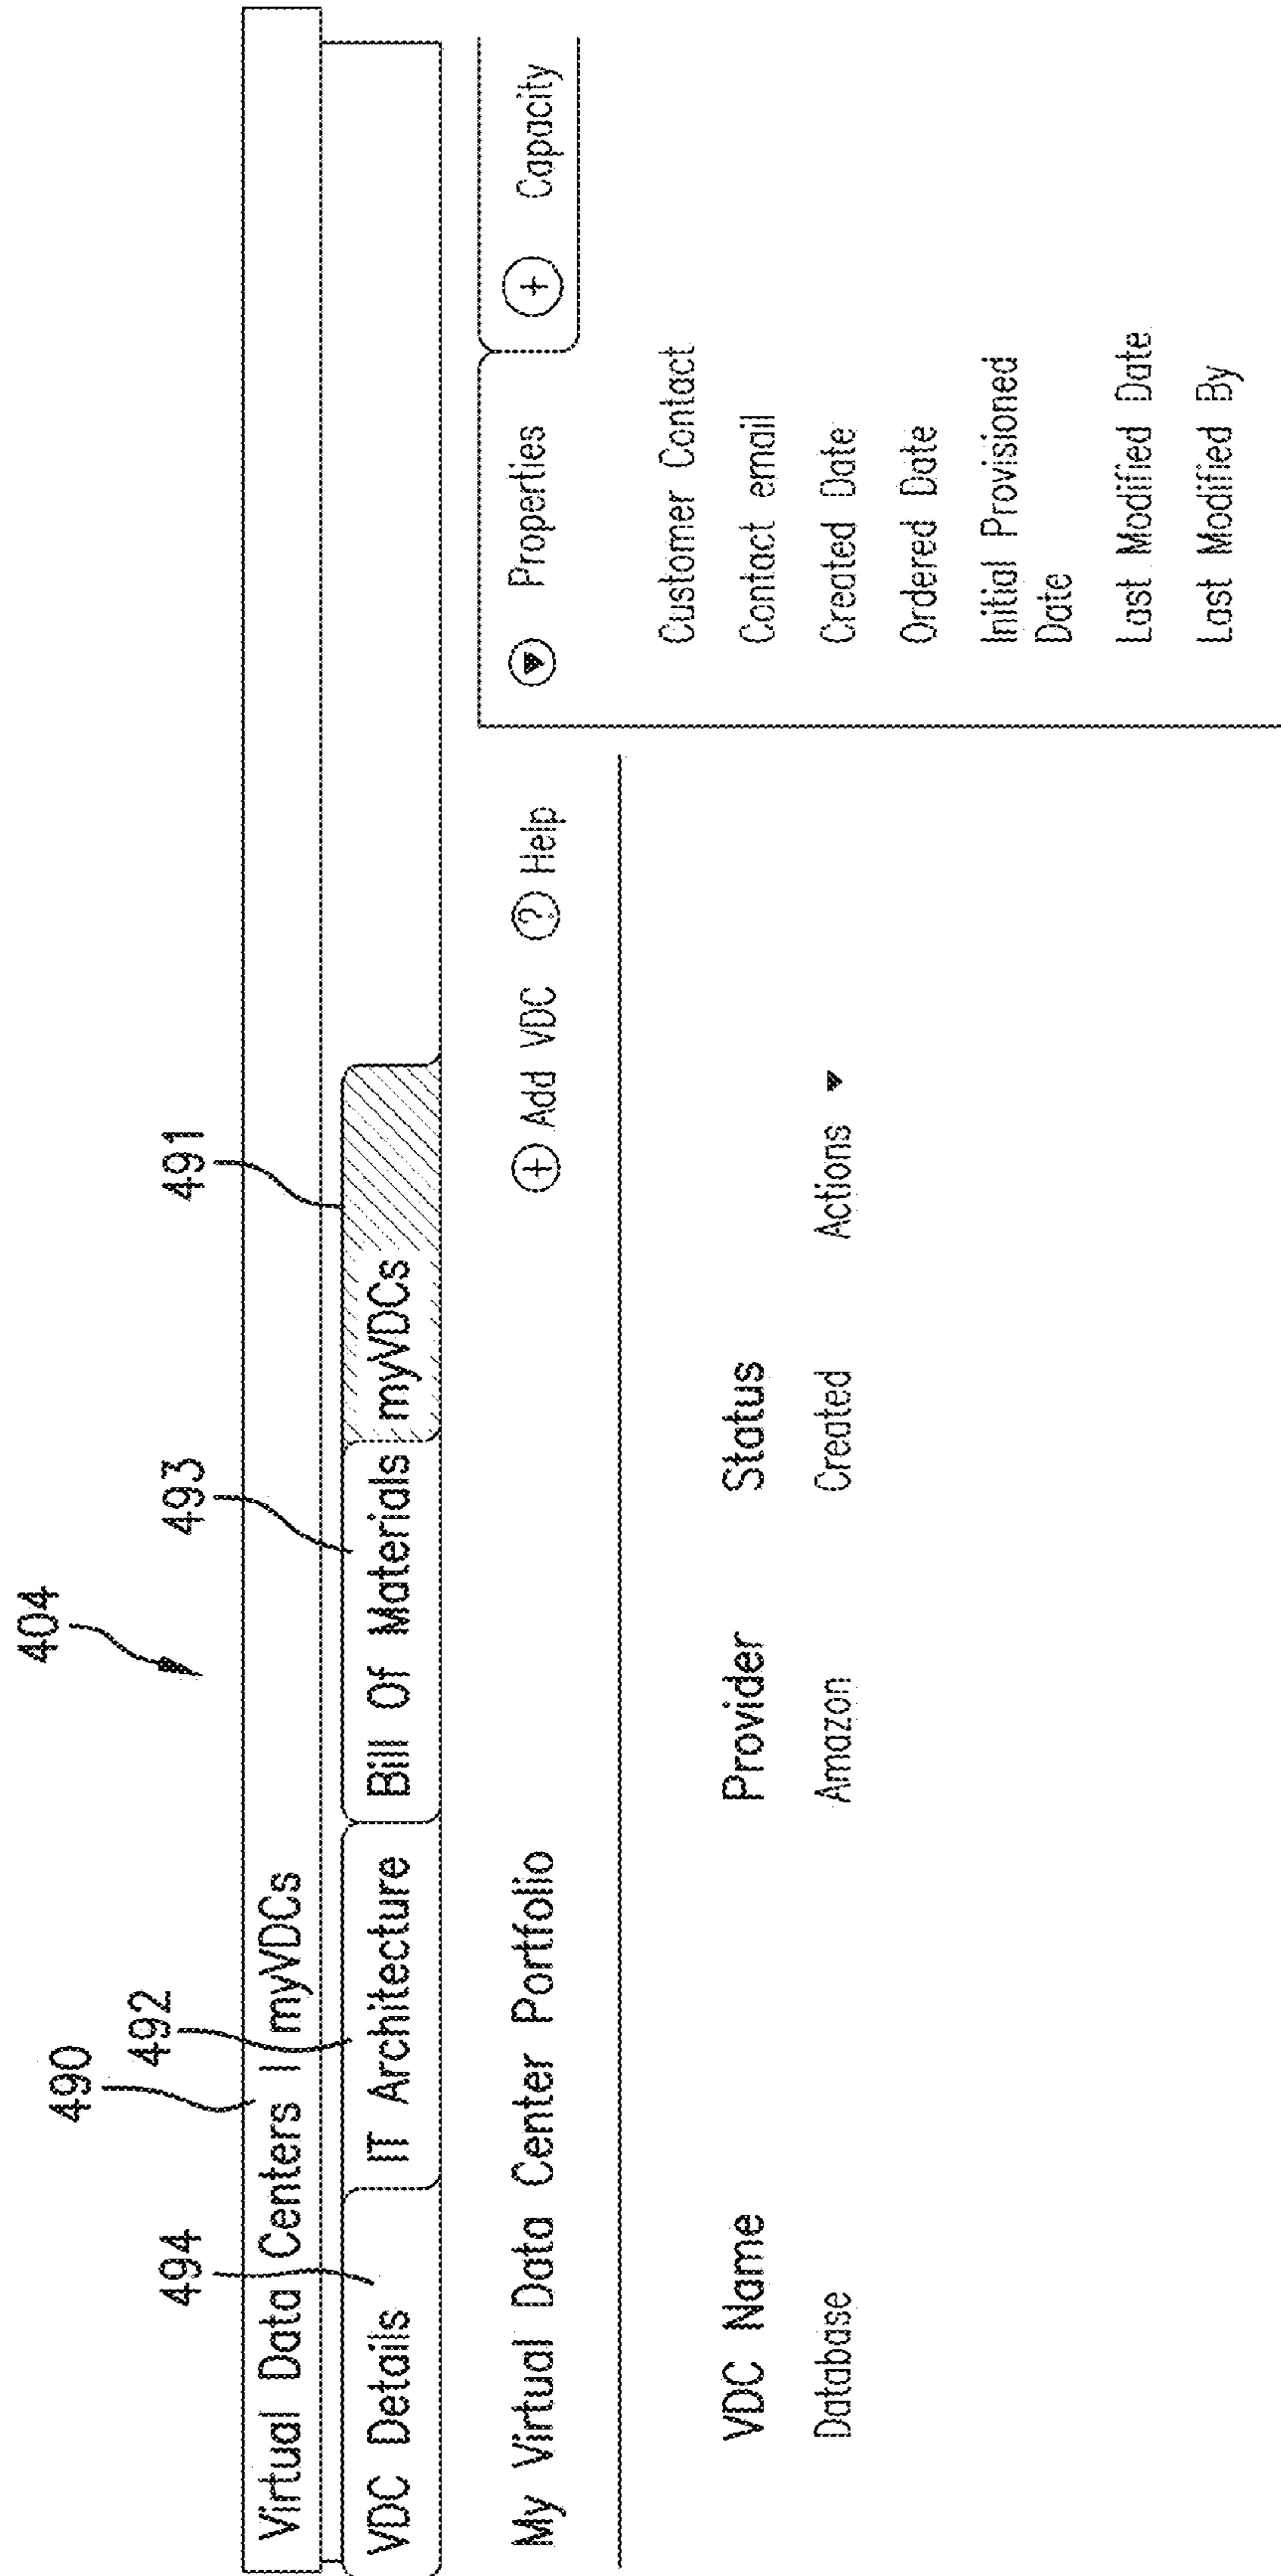 404
490
492
494
493
491
Virtual Data Centers | myVDCs
VDC Details
IT Architecture
Bill Of Materials
myVDCs
My Virtual Data Center Portfolio
+ Add VDC
? Help
VDC Name
Provider
Status
Database
Amazon
Created
Actions
Properties
+ Capacity
Customer Contact
Contact email
Created Date
Ordered Date
Initial Provisioned
Date
Last Modified Date
Last Modified By